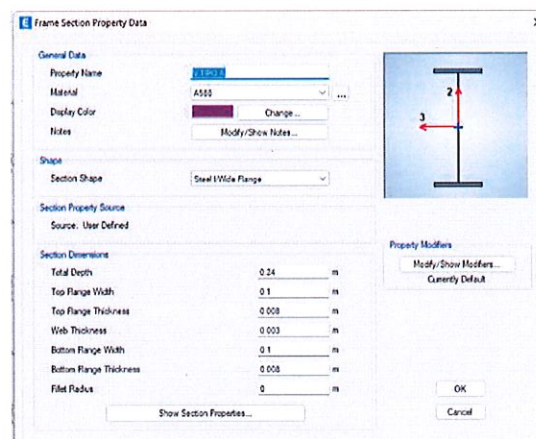 Frame Section Property Data
General Data
Property Name
Material A500 ...
Display Color Change...
Notes Modify/Show Notes...
2
3
Shape
Section Shape Steel I/Wide Flange
Section Property Source
Source: User Defined
Property Modifiers
Modify/Show Modifiers...
Currently Default
Section Dimensions
Total Depth 0.24 m
Top Flange Width 0.1 m
Top Flange Thickness 0.008 m
Web Thickness 0.003 m
Bottom Flange Width 0.1 m
Bottom Flange Thickness 0.008 m
Fillet Radius 0 m
Show Section Properties...
OK
Cancel